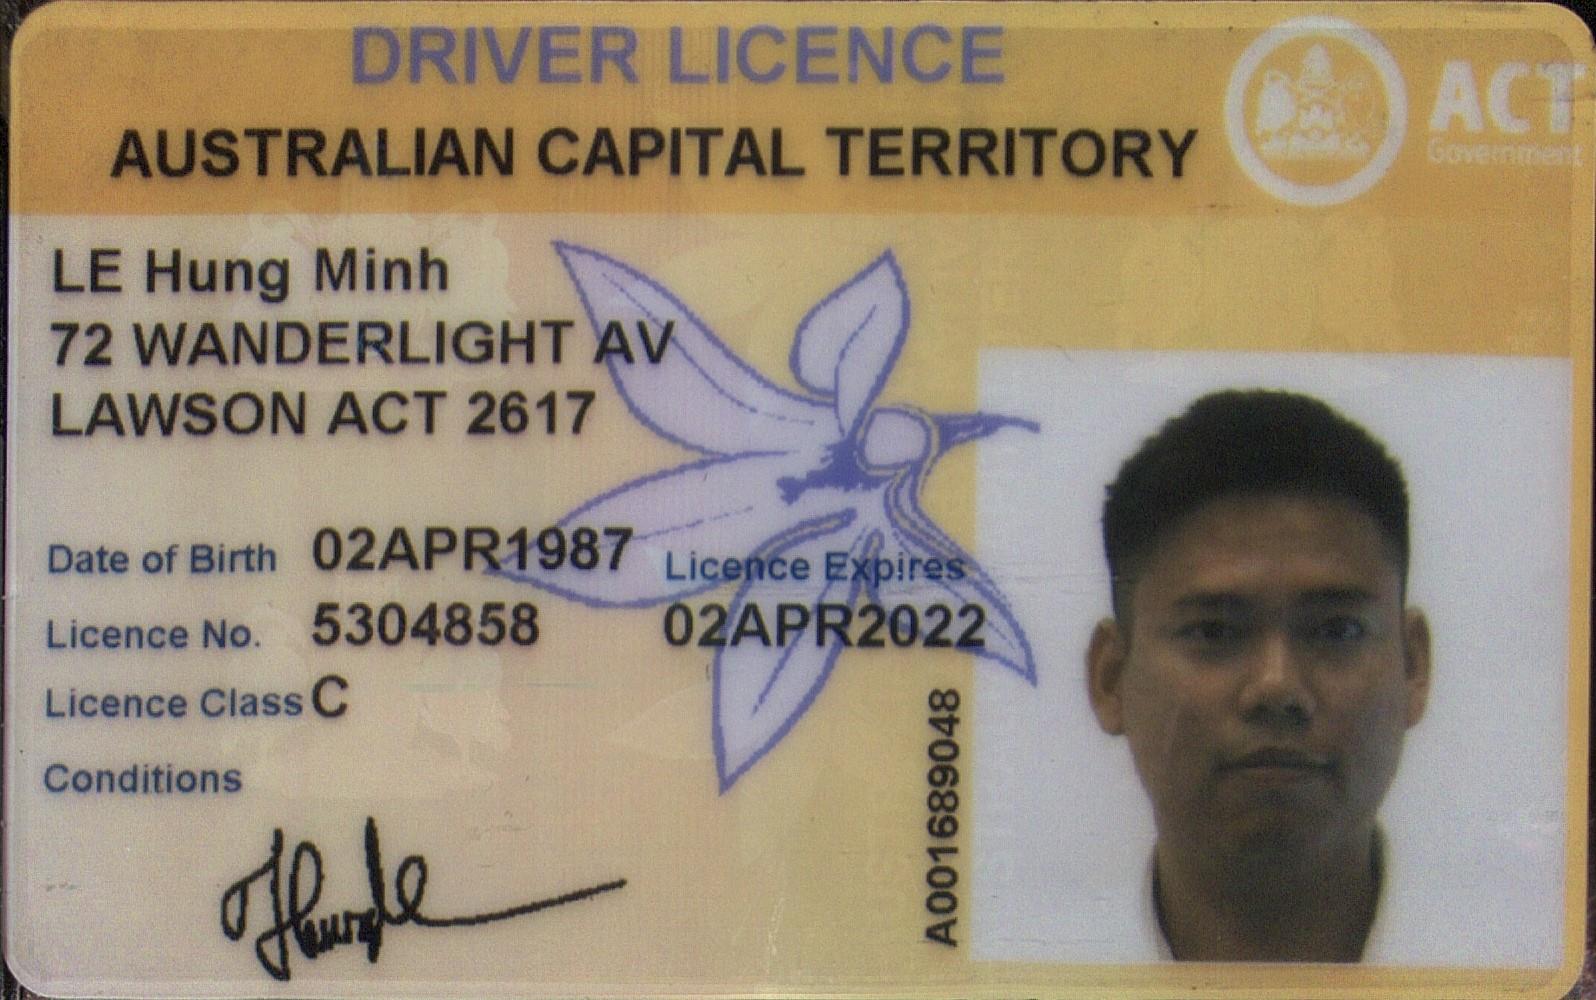 DRIVER LICENCE
AUSTRALIAN CAPITAL TERRITORY
ACT
Government
LE Hung Minh
72 WANDERLIGHT AV
LAWSON ACT 2617
Date of Birth 02APR1987
Licence Expires
Licence No. 5304858
02APR2022
Licence Class C
Conditions
A001689048